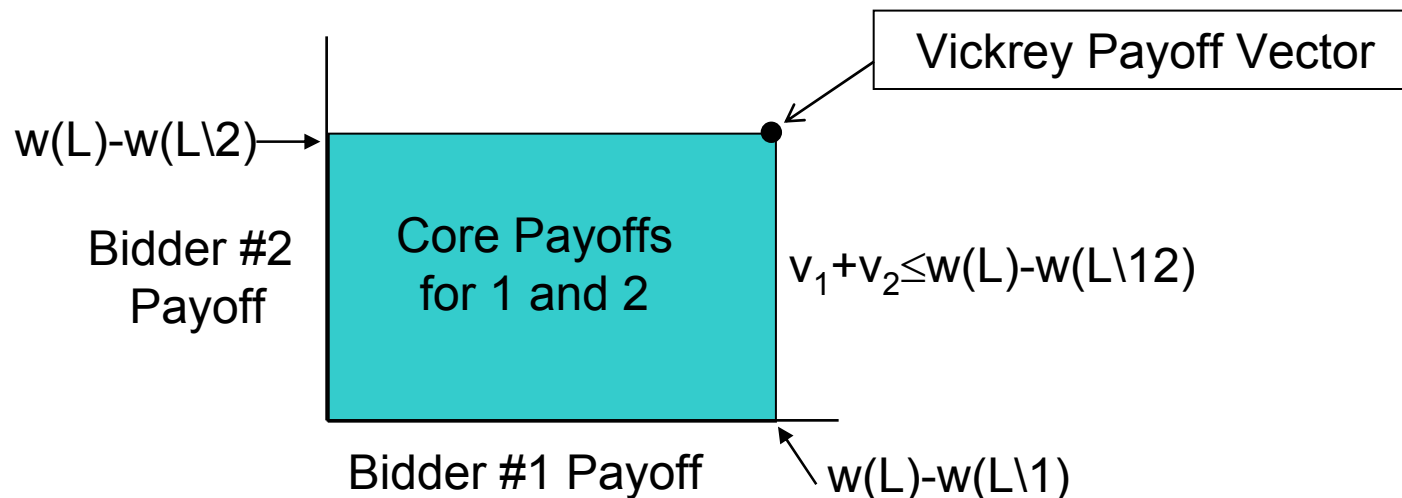 Vickrey Payoff Vector
w(L)-w(L\2)
Bidder #2
Payoff
Core Payoffs
for 1 and 2
v₁+v₂≤w(L)-w(L\12)
Bidder #1 Payoff
w(L)-w(L\1)